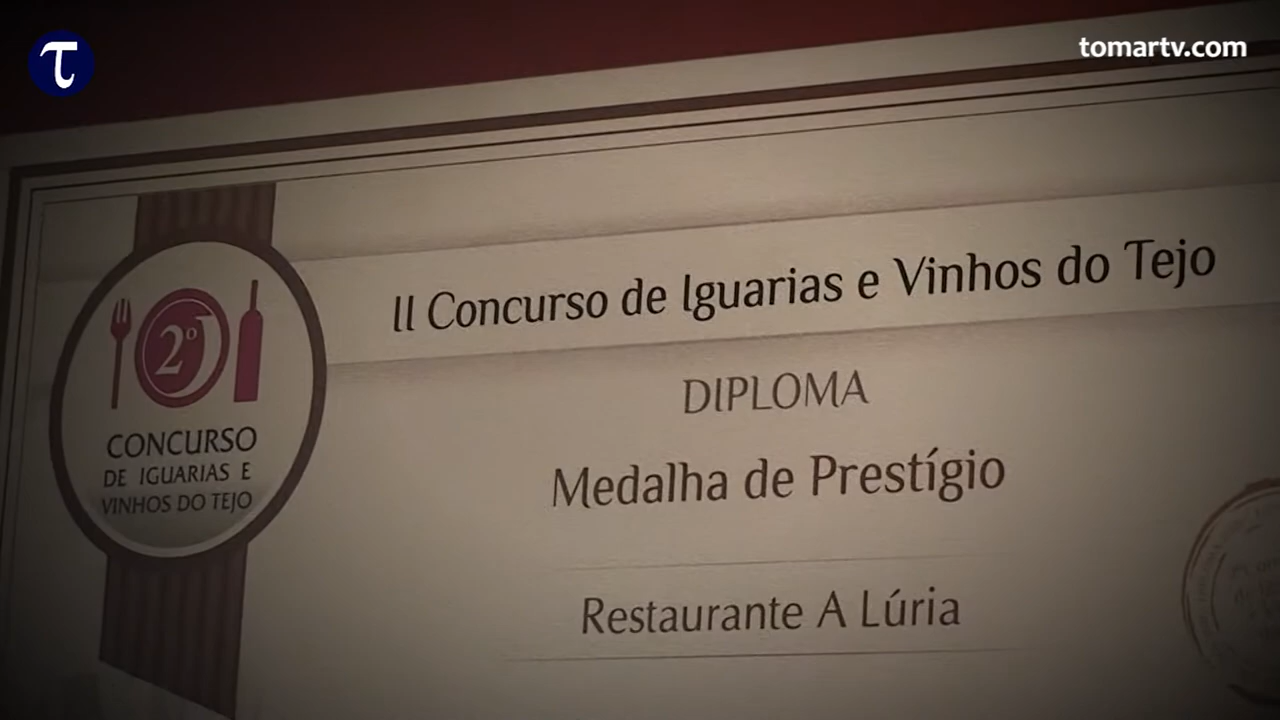 τ
tomartv.com
II Concurso de Iguarias e Vinhos do Tejo
2º
CONCURSO
DE IGUARIAS E
VINHOS DO TEJO
DIPLOMA
Medalha de Prestígio
Restaurante A Lúria